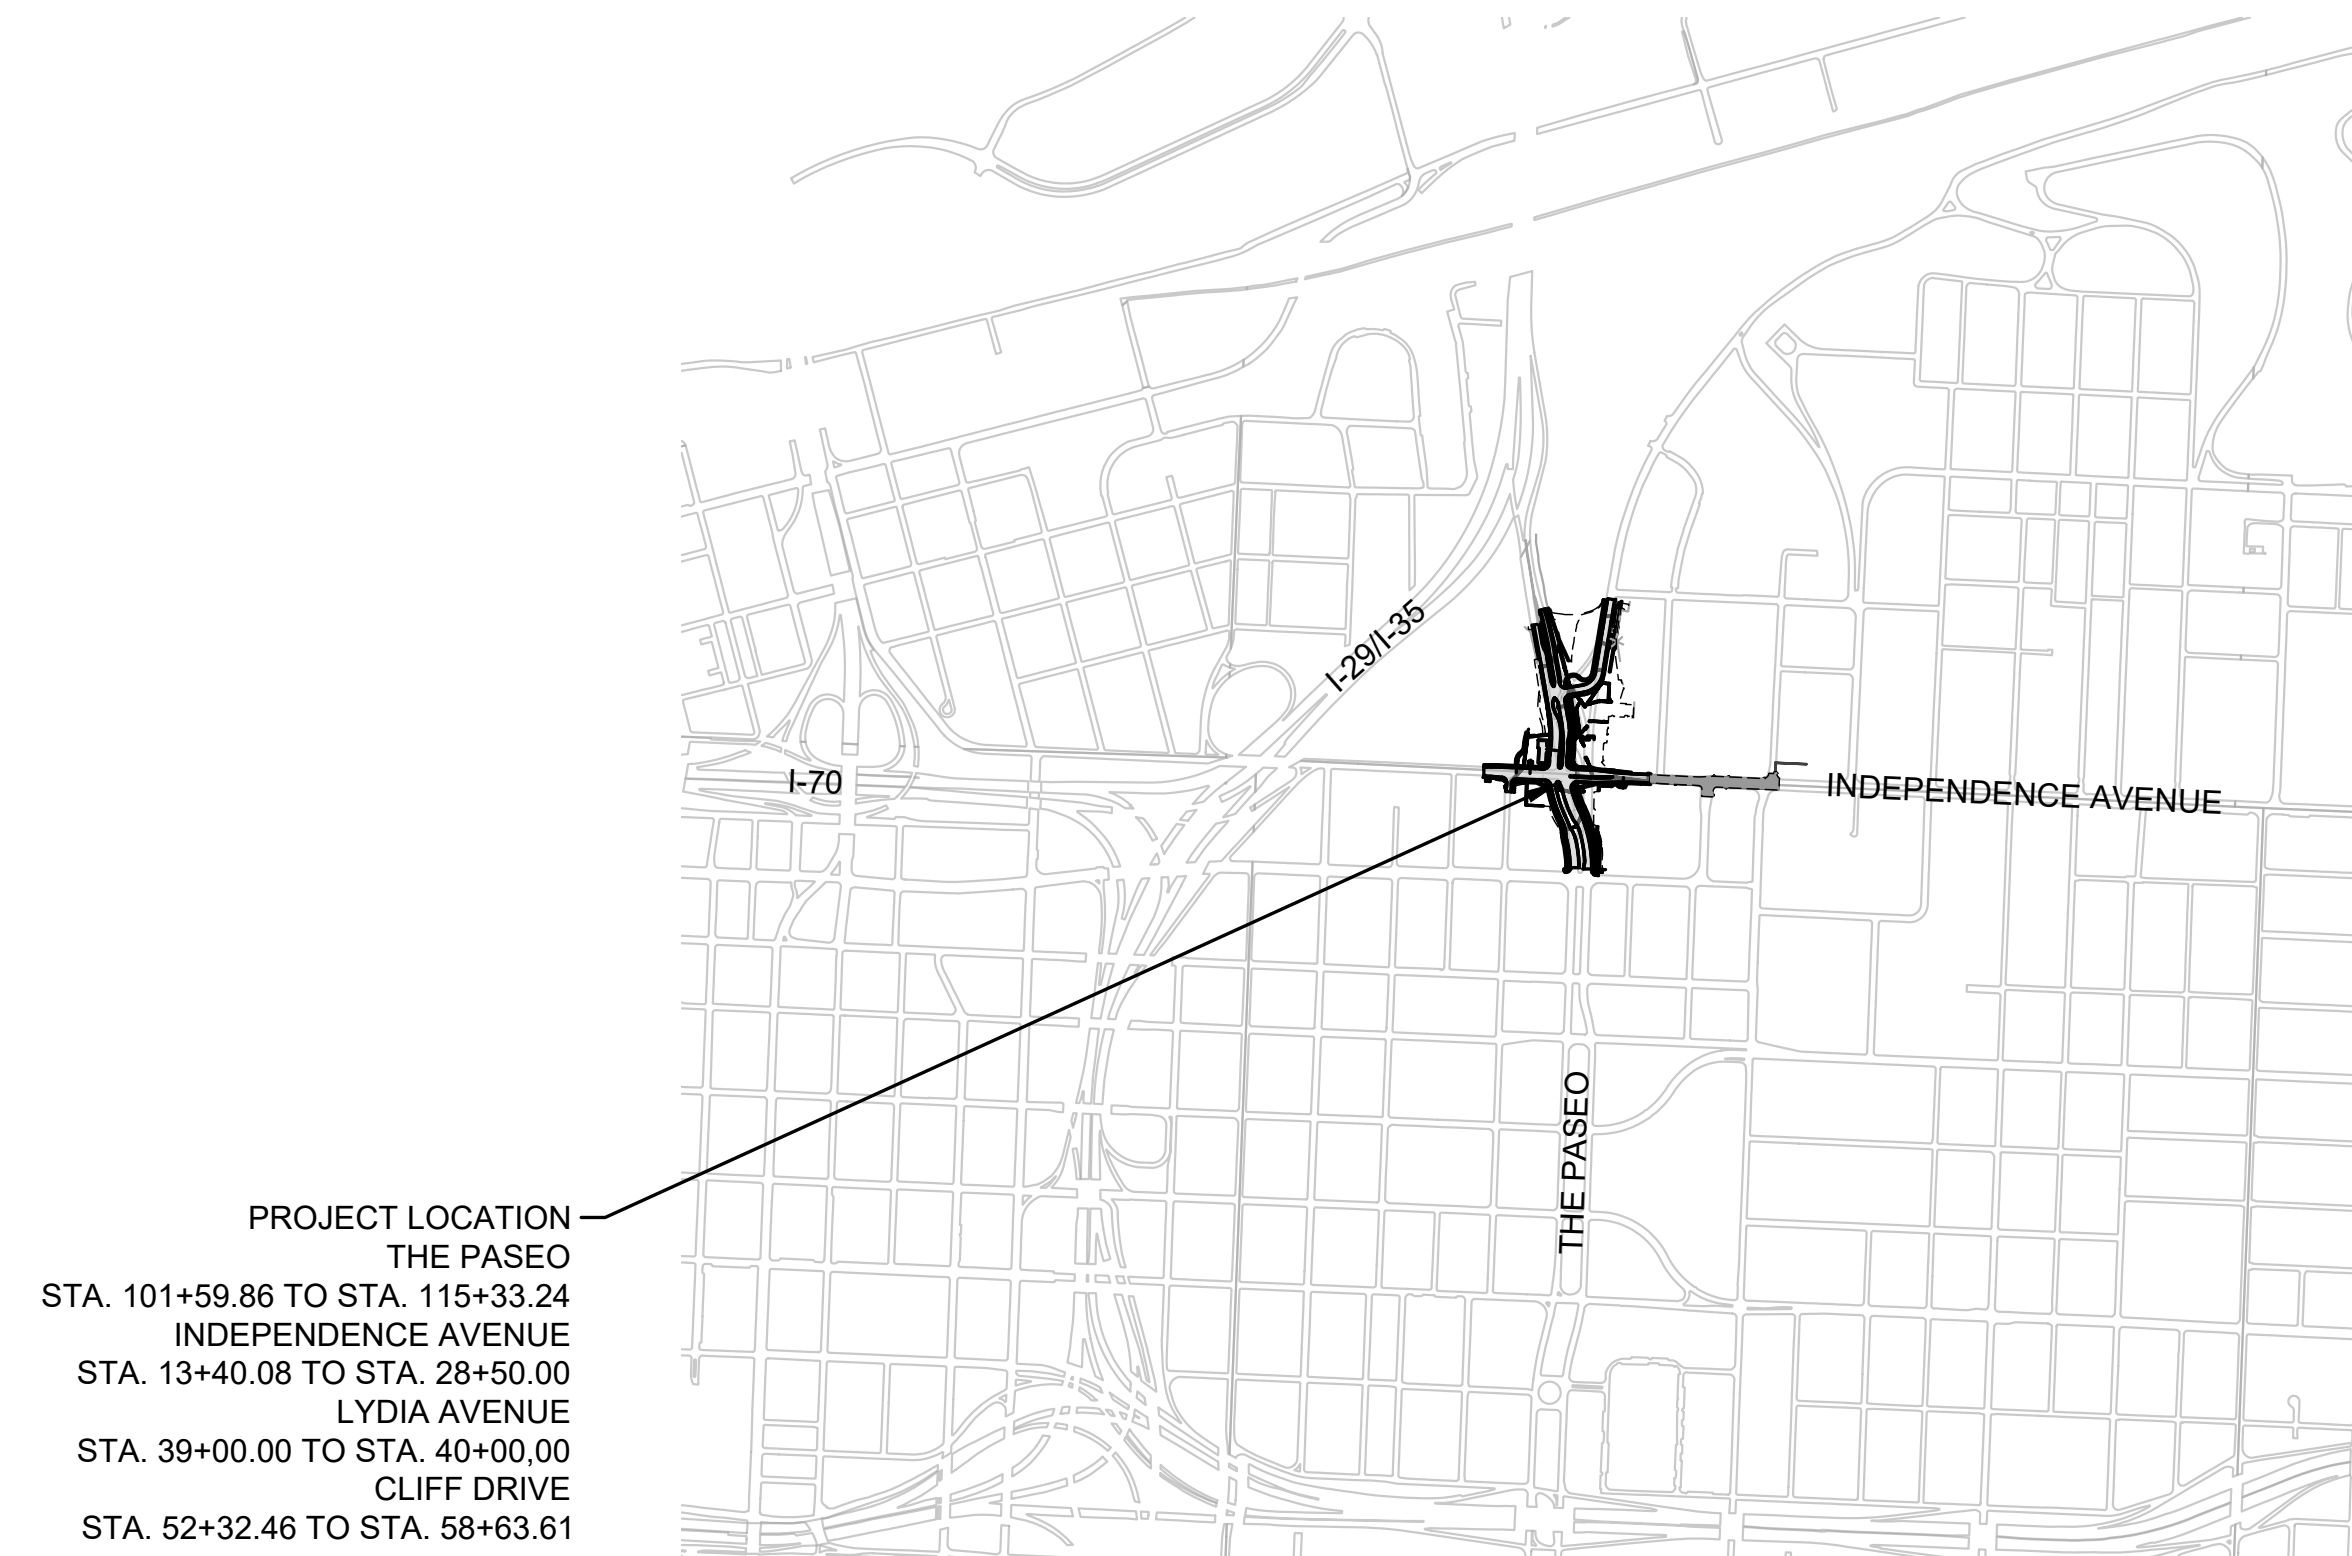 I-29/I-35
I-70
INDEPENDENCE AVENUE
THE PASEO
PROJECT LOCATION
THE PASEO
STA. 101+59.86 TO STA. 115+33.24
INDEPENDENCE AVENUE
STA. 13+40.08 TO STA. 28+50.00
LYDIA AVENUE
STA. 39+00.00 TO STA. 40+00,00
CLIFF DRIVE
STA. 52+32.46 TO STA. 58+63.61